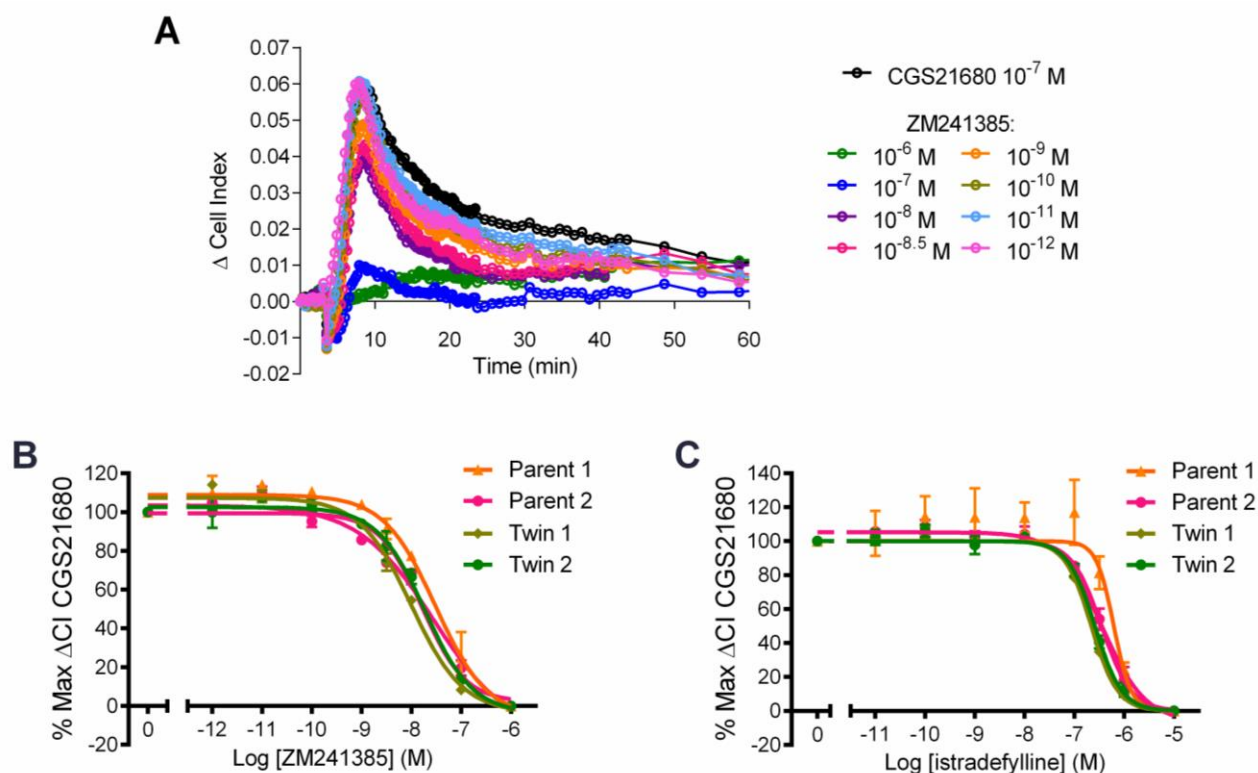 A
0.07
0.06
0.05
0.04
0.03
0.02
0.01
0.00
-0.01
-0.02
Δ Cell Index
10 20 30 40 50 60
Time (min)
CGS21680 10⁻⁷ M
ZM241385:
10⁻⁶ M 10⁻⁹ M
10⁻⁷ M 10⁻¹⁰ M
10⁻⁸ M 10⁻¹¹ M
10⁻⁸·⁵ M 10⁻¹² M
B
120
100
80
60
40
20
0
-20
% Max ΔCI CGS21680
0 -12 -11 -10 -9 -8 -7 -6
Log [ZM241385] (M)
Parent 1
Parent 2
Twin 1
Twin 2
C
140
120
100
80
60
40
20
0
-20
% Max ΔCI CGS21680
0 -11 -10 -9 -8 -7 -6 -5
Log [istradefylline] (M)
Parent 1
Parent 2
Twin 1
Twin 2